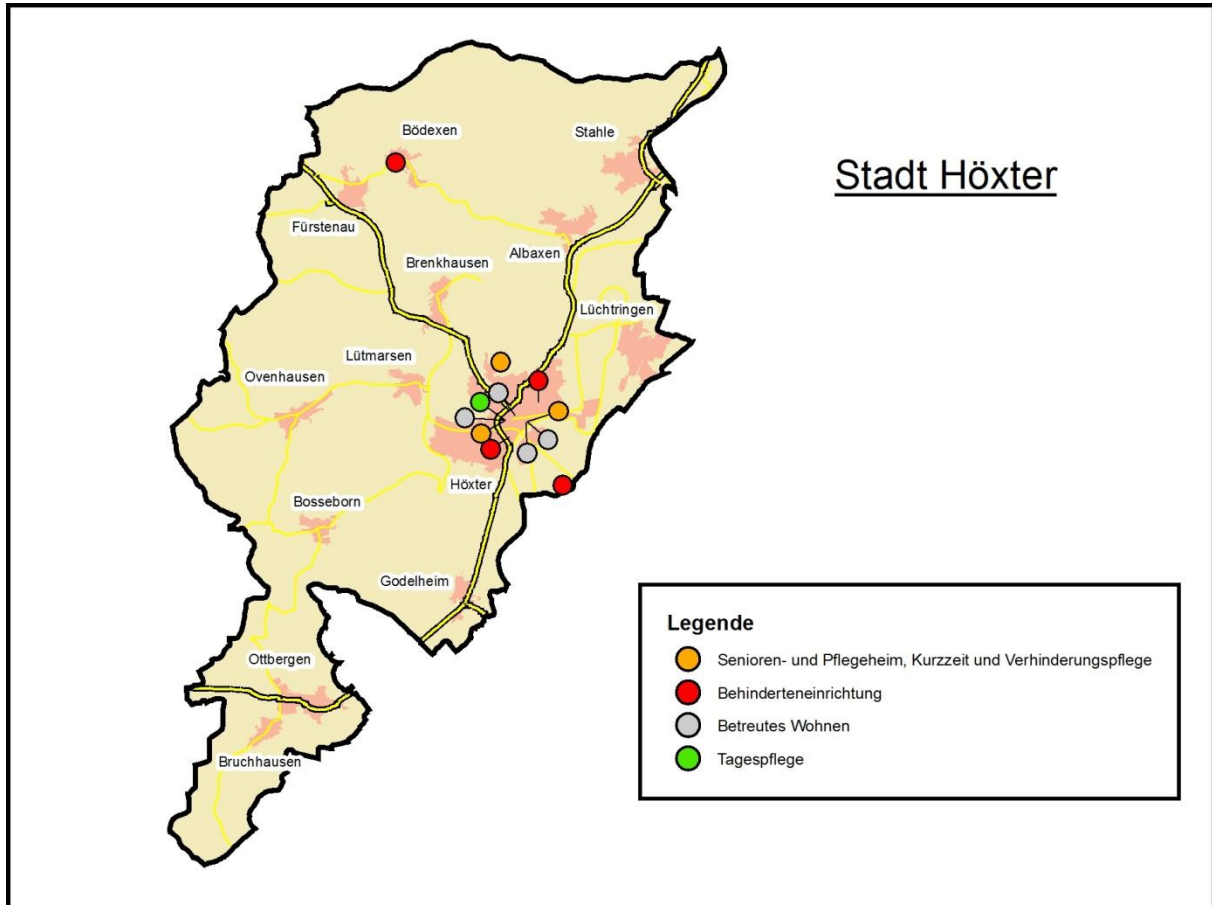 Stadt Höxter
Bödexen
Stahle
Fürstenau
Albaxen
Brenkhausen
Lüchtringen
Lütmarsen
Ovenhausen
Höxter
Bosseborn
Godelheim
Ottbergen
Bruchhausen
Legende
Senioren- und Pflegeheim, Kurzzeit und Verhinderungspflege
Behinderteneinrichtung
Betreutes Wohnen
Tagespflege